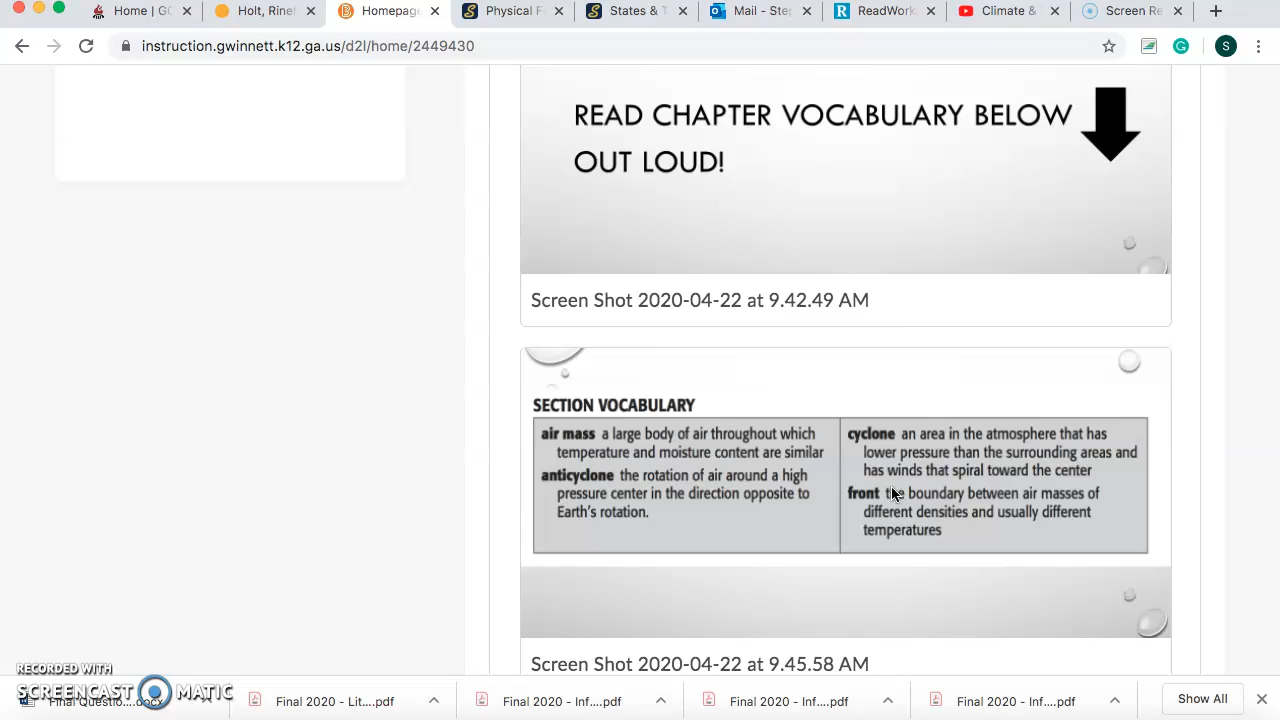 Home | GC
Holt, Rine
Homepage
Physical F
States & T
Mail - Step
ReadWork
Climate &
Screen Re
instruction.gwinnett.k12.ga.us/d2l/home/2449430
S
READ CHAPTER VOCABULARY BELOW
OUT LOUD!
Screen Shot 2020-04-22 at 9.42.49 AM
SECTION VOCABULARY
air mass a large body of air throughout which
temperature and moisture content are similar
anticyclone the rotation of air around a high
pressure center in the direction opposite to
Earth's rotation.
cyclone an area in the atmosphere that has
lower pressure than the surrounding areas and
has winds that spiral toward the center
front the boundary between air masses of
different densities and usually different
temperatures
Screen Shot 2020-04-22 at 9.45.58 AM
RECORDED WITH
SCREENCAST MATIC
Final Questio....docx
Final 2020 - Lit....pdf
Final 2020 - Inf....pdf
Final 2020 - Inf....pdf
Final 2020 - Inf....pdf
Show All